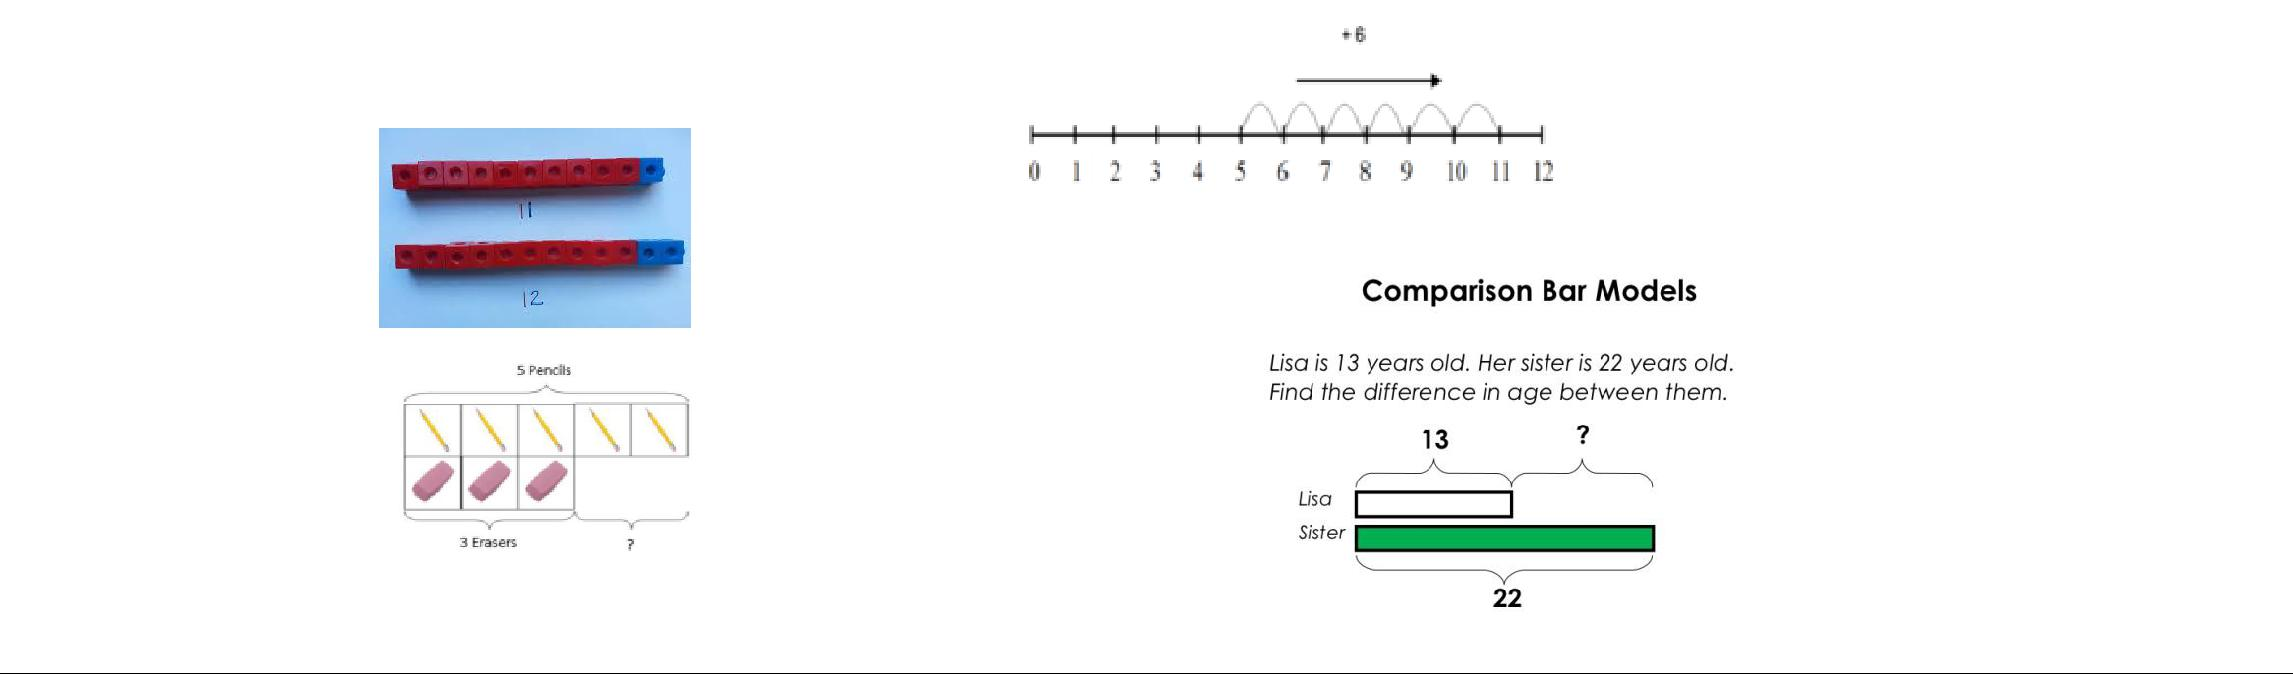 11
12
5 Pencils
3 Erasers
?
+6
0 1 2 3 4 5 6 7 8 9 10 11 12
Comparison Bar Models
Lisa is 13 years old. Her sister is 22 years old.
Find the difference in age between them.
13
?
Lisa
Sister
22